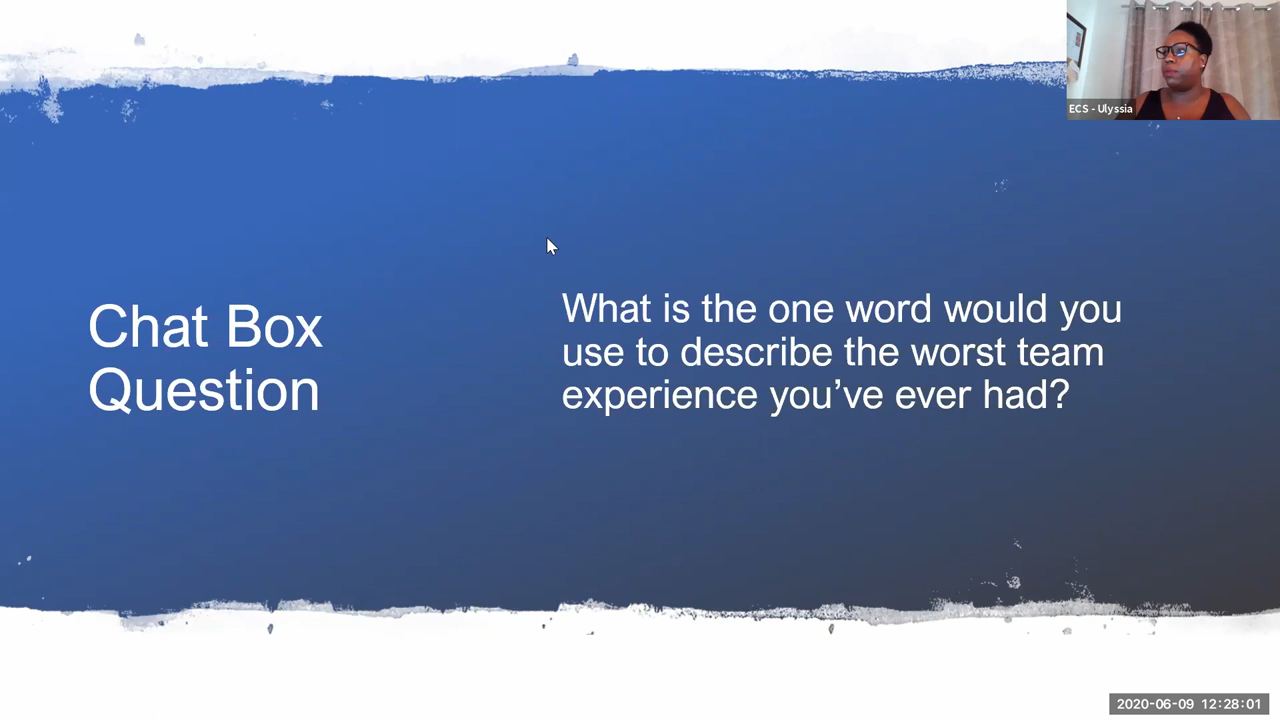 ECS - Ulyssia
Chat Box
Question
What is the one word would you
use to describe the worst team
experience you’ve ever had?
2020-06-09 12:28:01